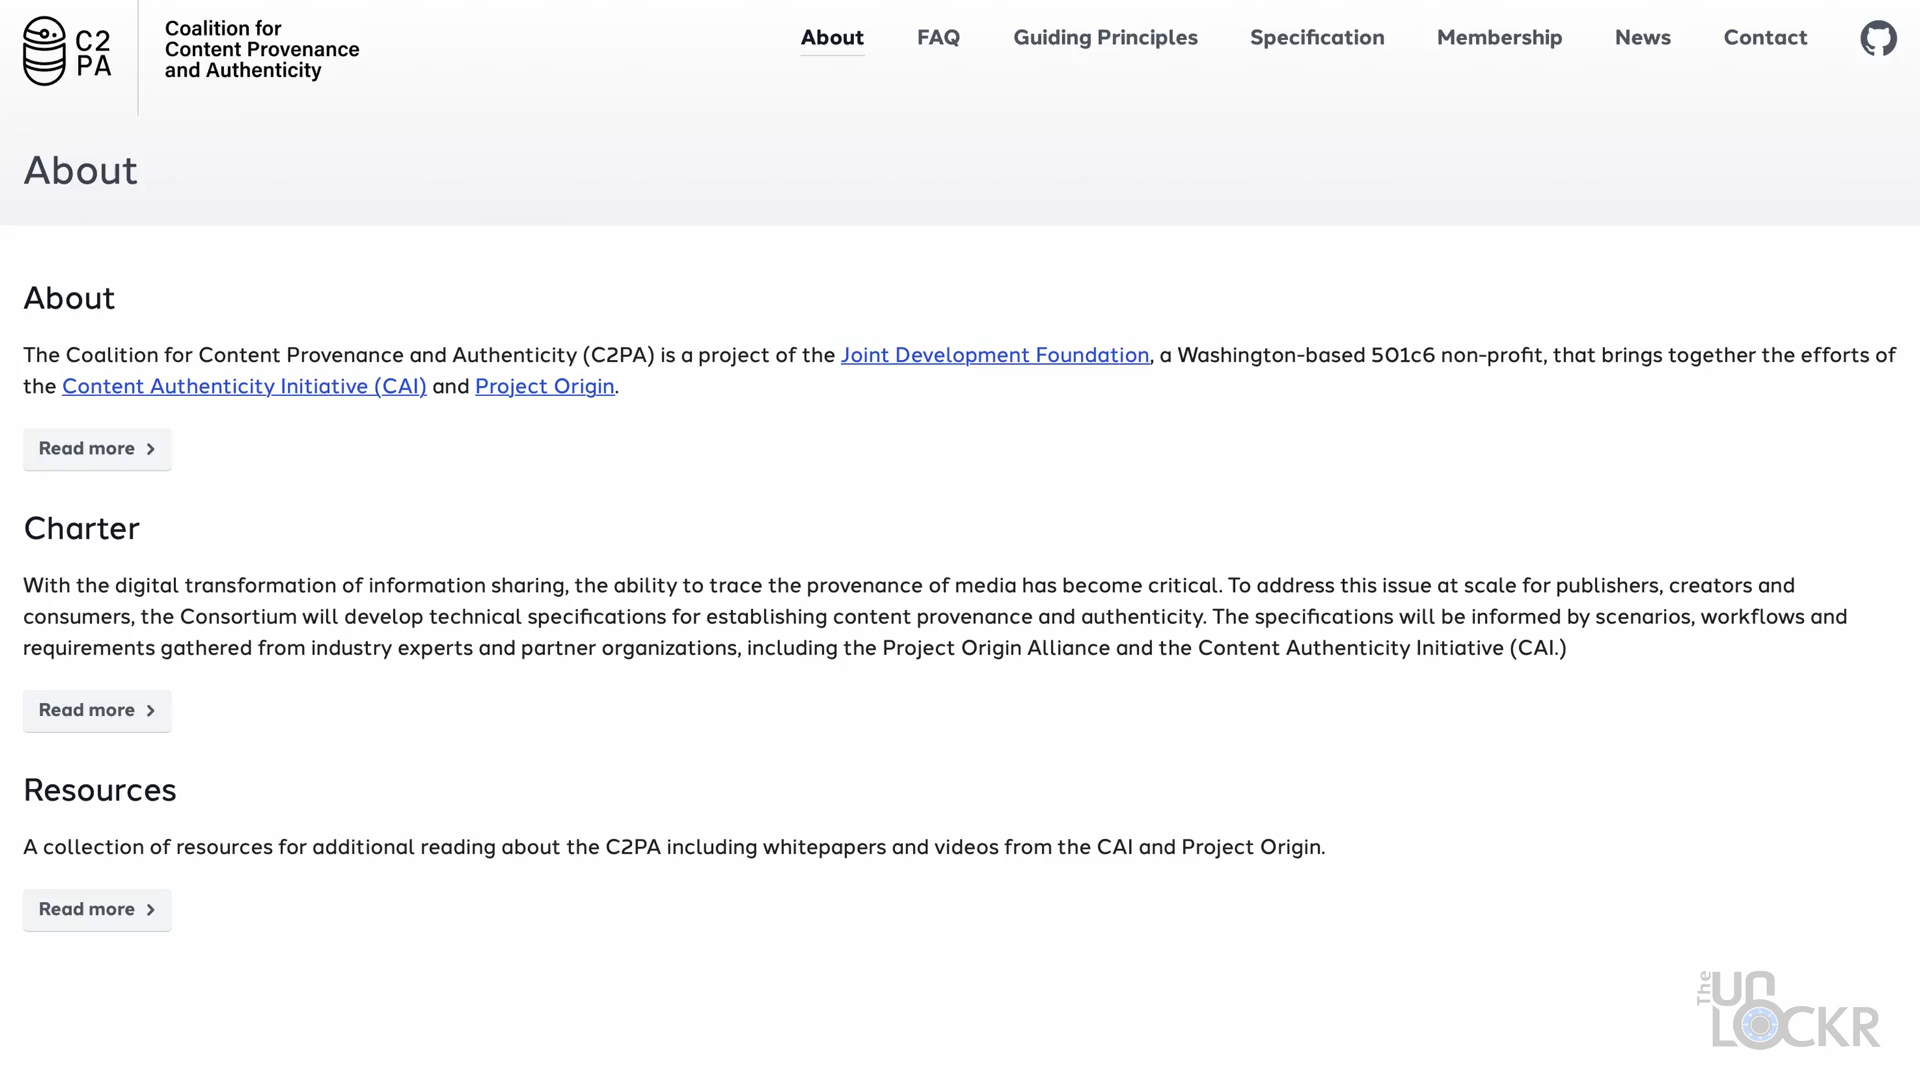 C2
PA
Coalition for
Content Provenance
and Authenticity
About FAQ Guiding Principles Specification Membership News Contact
About
About
The Coalition for Content Provenance and Authenticity (C2PA) is a project of the Joint Development Foundation, a Washington-based 501c6 non-profit, that brings together the efforts of
the Content Authenticity Initiative (CAI) and Project Origin.
Read more
Charter
With the digital transformation of information sharing, the ability to trace the provenance of media has become critical. To address this issue at scale for publishers, creators and
consumers, the Consortium will develop technical specifications for establishing content provenance and authenticity. The specifications will be informed by scenarios, workflows and
requirements gathered from industry experts and partner organizations, including the Project Origin Alliance and the Content Authenticity Initiative (CAI.)
Read more
Resources
A collection of resources for additional reading about the C2PA including whitepapers and videos from the CAI and Project Origin.
Read more
The UN
LOCKR